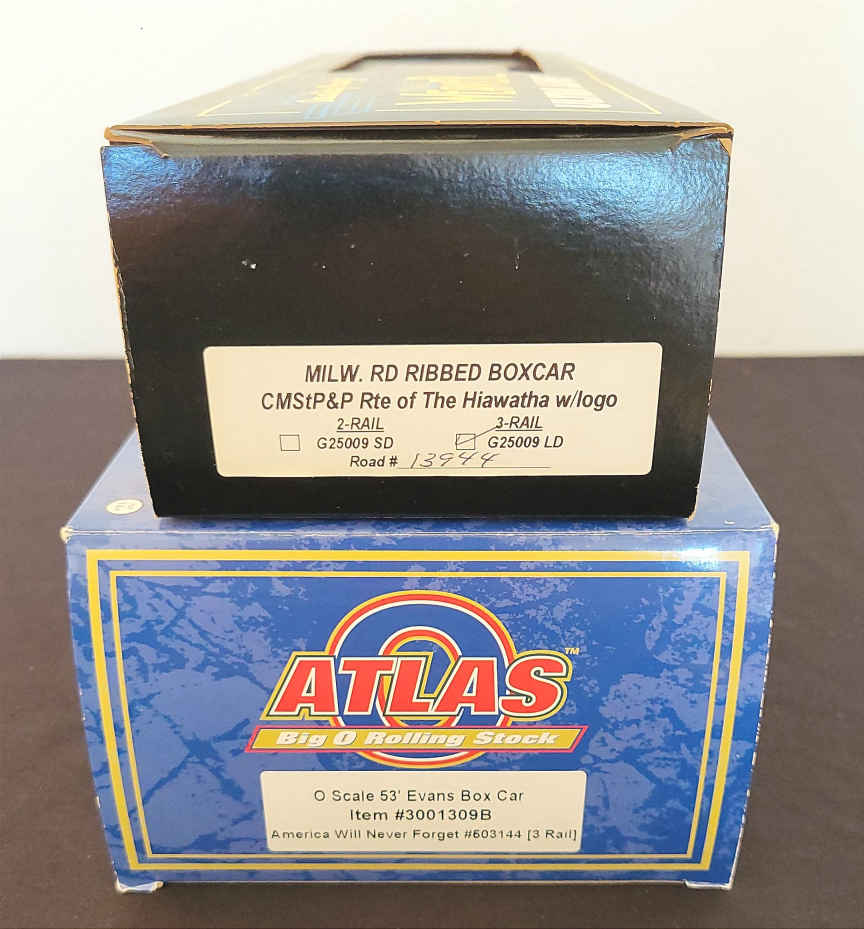 MILW. RD RIBBED BOXCAR
CMStP&P Rte of The Hiawatha w/logo
2-RAIL 3-RAIL
G25009 SD G25009 LD
Road # 13944
ATLAS™
O
Big O Rolling Stock
O Scale 53' Evans Box Car
Item #3001309B
America Will Never Forget #603144 [3 Rail]